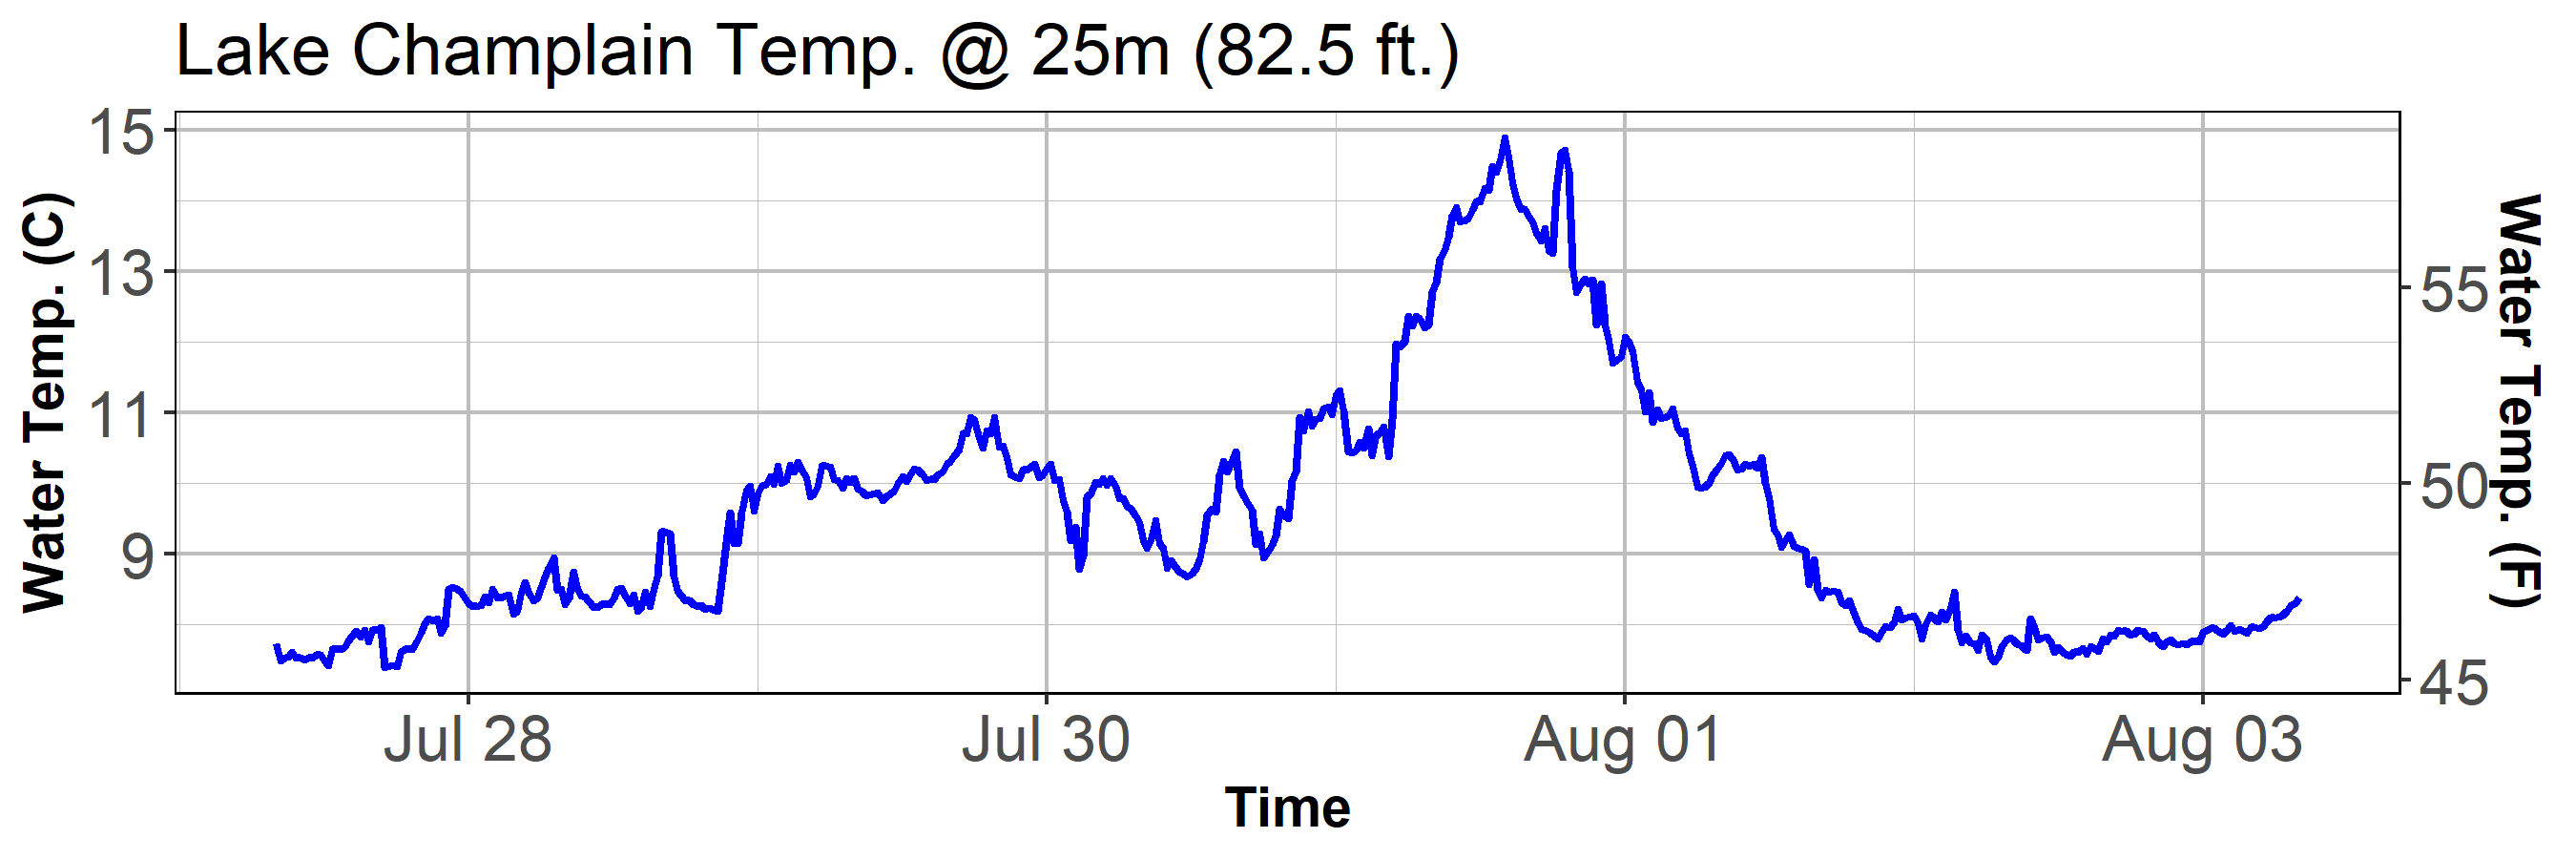 Lake Champlain Temp. @ 25m (82.5 ft.)
Water Temp. (C)
15
13
11
9
55
50
45
Water Temp. (F)
Jul 28
Jul 30
Aug 01
Aug 03
Time